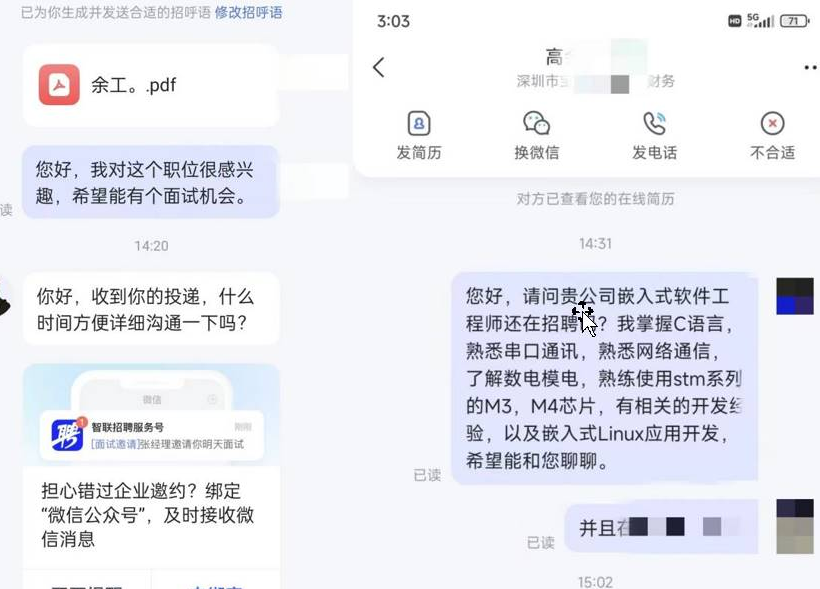 已为你生成并发送合适的招呼语 修改招呼语
余工。.pdf
您好，我对这个职位很感兴
趣，希望能有个面试机会。
读
14:20
你好，收到你的投递，什么
时间方便详细沟通一下吗？
微信
智联招聘服务号
刚刚
聘
1
[面试邀请]张经理邀请你明天面试
担心错过企业邀约？绑定
“微信公众号”，及时接收微
信消息
3:03
HD 5G 71
高
深圳市 财务
发简历
换微信
发电话
不合适
对方已查看您的在线简历
14:31
您好，请问贵公司嵌入式软件工
程师还在招聘 ？我掌握C语言，
熟悉串口通讯，熟悉网络通信，
了解数电模电，熟练使用stm系列
的M3，M4芯片，有相关的开发经
验，以及嵌入式Linux应用开发，
希望能和您聊聊。
已读
并且在
已读
15:02